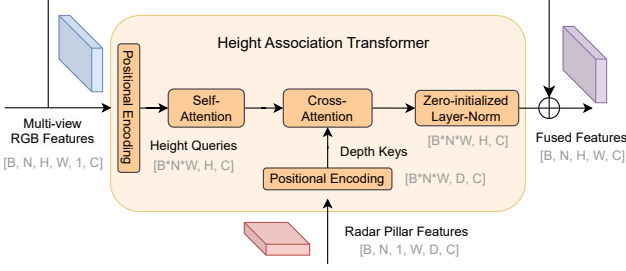 Height Association Transformer
Positional Encoding
Self-
Attention
Cross-
Attention
Zero-initialized
Layer-Norm
Multi-view
RGB Features
[B, N, H, W, 1, C]
Height Queries
[B*N*W, H, C]
Depth Keys
[B*N*W, H, C]
Fused Features
[B, N, H, W, C]
Positional Encoding
[B*N*W, D, C]
Radar Pillar Features
[B, N, 1, W, D, C]